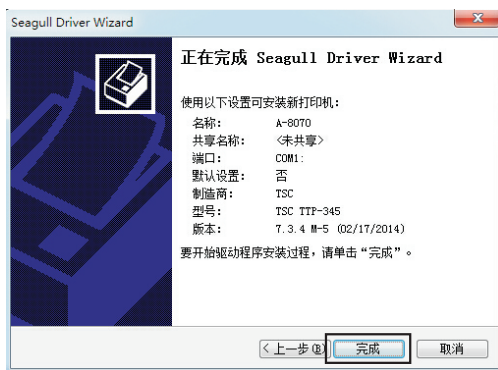 Seagull Driver Wizard
正在完成 Seagull Driver Wizard
使用以下设置可安装新打印机：
名称： A-8070
共享名称： <未共享>
端口： COM1:
默认设置： 否
制造商： TSC
型号： TSC TTP-345
版本： 7.3.4 M-5 (02/17/2014)
要开始驱动程序安装过程，请单击“完成”。
<上一步(B) 完成 取消